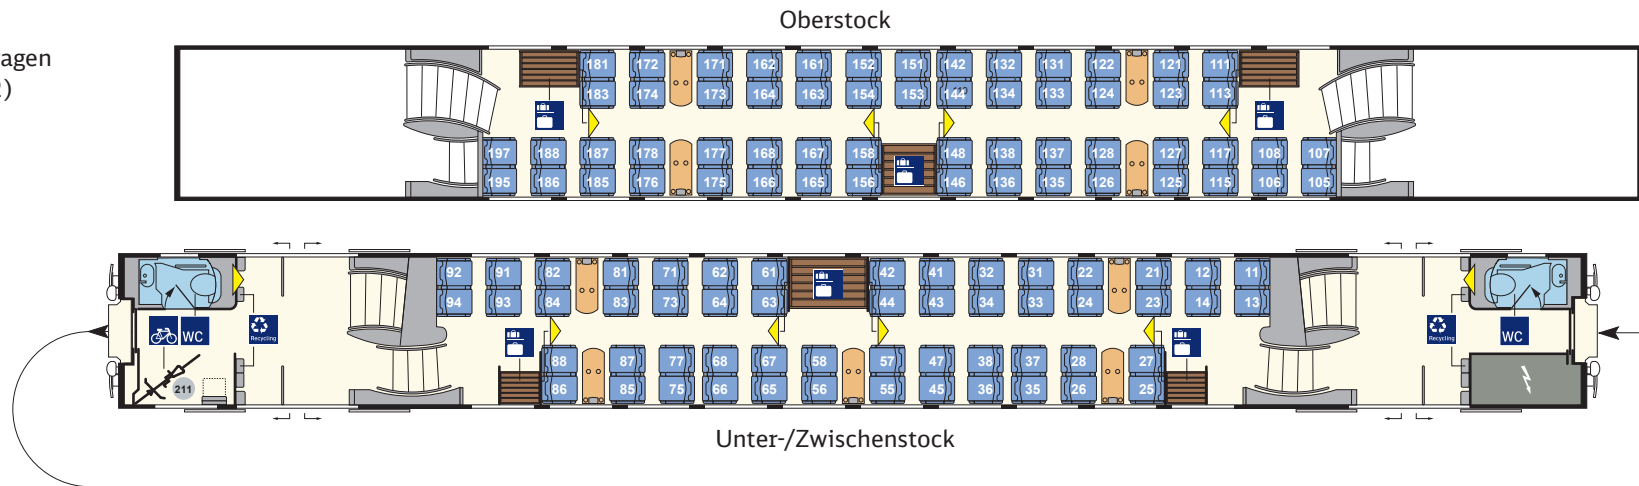 Oberstock
agen
)
181 172 171 162 161 152 151 142 132 131 122 121 111
183 174 173 164 163 154 153 144 134 133 124 123 113
197 188 187 178 177 168 167 158 148 138 137 128 127 117 108 107
195 186 185 176 175 166 165 156 146 136 135 126 125 115 106 105
92 91 82 81 71 62 61 42 41 32 31 22 21 12 11
94 93 84 83 73 64 63 44 43 34 33 24 23 14 13
WC Recycling Recycling WC
88 87 77 68 67 58 57 47 38 37 28 27
211 86 85 75 66 65 56 55 45 36 35 26 25
Unter-/Zwischenstock